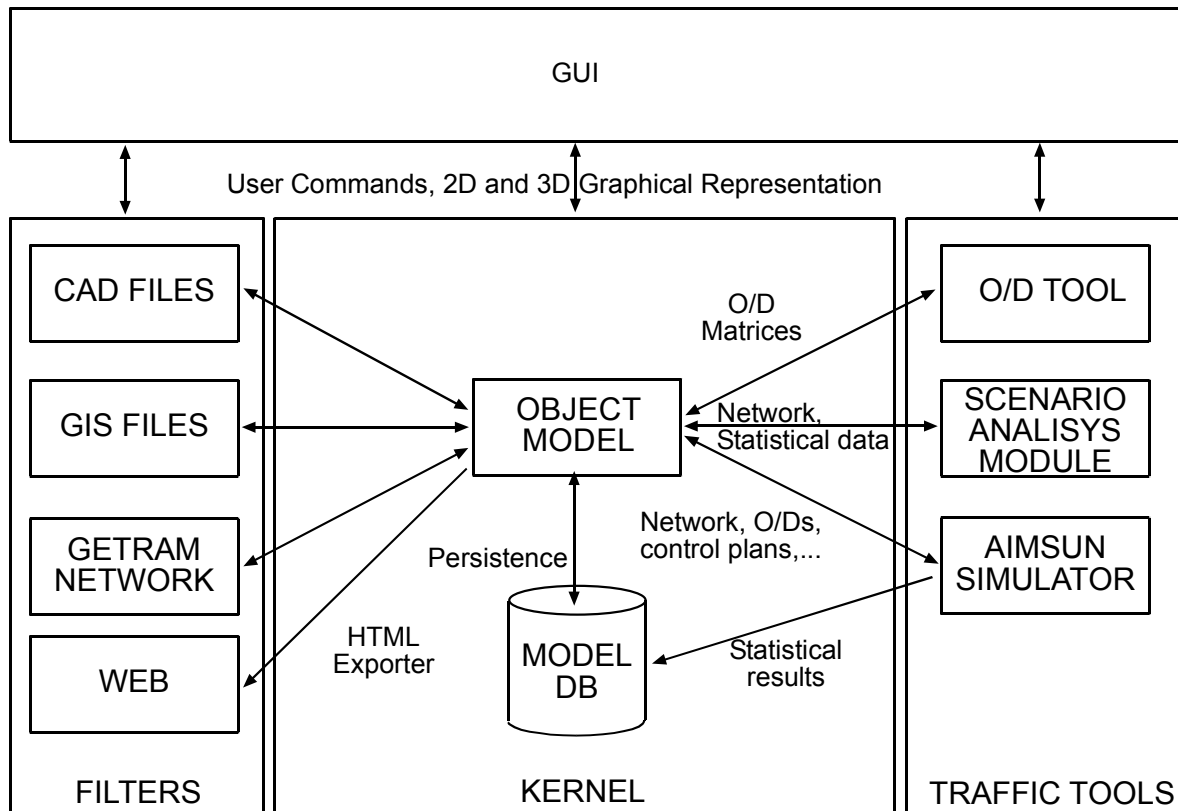 GUI
User Commands, 2D and 3D Graphical Representation
CAD FILES
GIS FILES
GETRAM
NETWORK
WEB
FILTERS
O/D
Matrices
OBJECT
MODEL
Network,
Statistical data
Network, O/Ds,
control plans,...
Persistence
HTML
Exporter
MODEL
DB
Statistical
results
KERNEL
O/D TOOL
SCENARIO
ANALISYS
MODULE
AIMSUN
SIMULATOR
TRAFFIC TOOLS